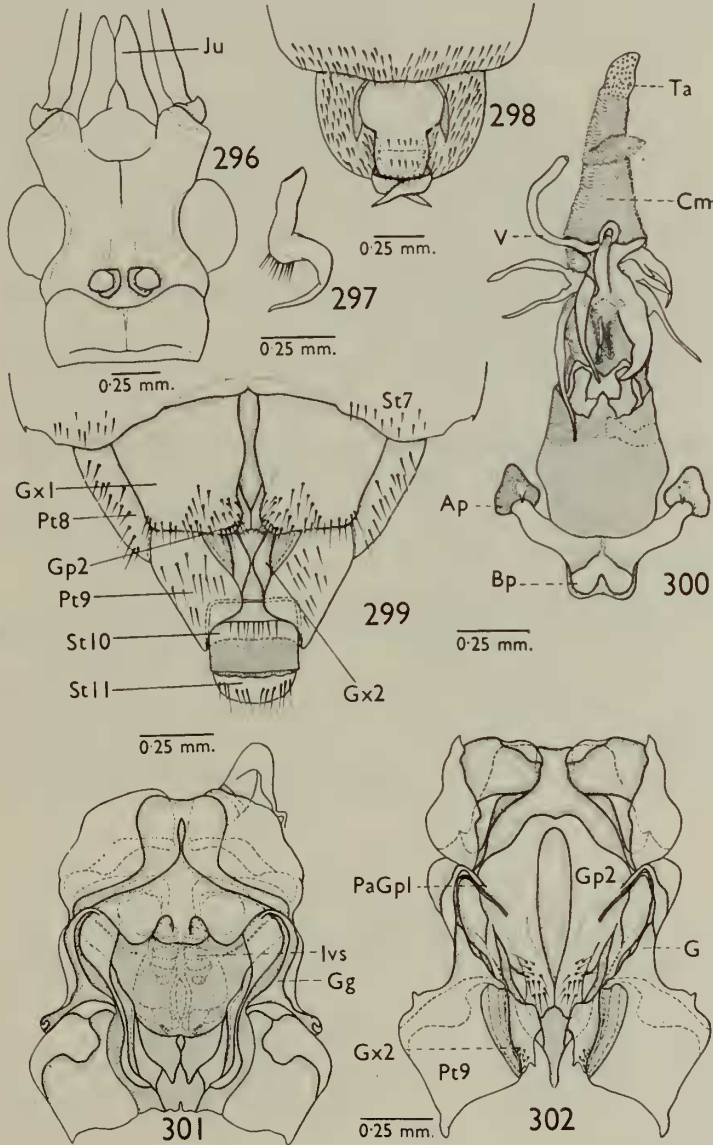 Ju
296
0·25 mm.
297
0·25 mm.
298
0·25 mm.
Ta
Cm
V
Ap
Bp
300
0·25 mm.
St7
Gx1
Pt8
Gp2
Pt9
299
St10
Gx2
St11
0·25 mm.
Ivs
Gg
301
PaGp1
Gp2
G
Gx2
Pt9
0·25 mm.
302